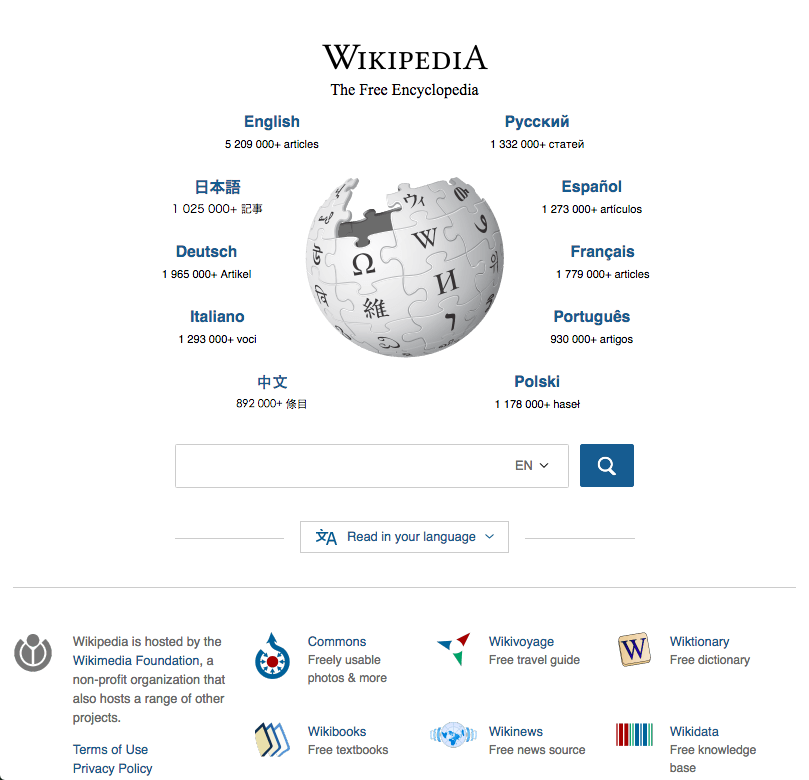 WIKIPEDIA
The Free Encyclopedia
English
5 209 000+ articles
Русский
1 332 000+ статей
日本語
1 025 000+ 記事
Español
1 273 000+ artículos
Deutsch
1 965 000+ Artikel
Français
1 779 000+ articles
Italiano
1 293 000+ voci
Português
930 000+ artigos
中文
892 000+ 條目
Polski
1 178 000+ haseł
Ω
W
И
維
ウィ
EN
Read in your language
Wikipedia is hosted by the
Wikimedia Foundation, a
non-profit organization that
also hosts a range of other
projects.
Terms of Use
Privacy Policy
Commons
Freely usable
photos & more
Wikivoyage
Free travel guide
W
Wiktionary
Free dictionary
Wikibooks
Free textbooks
Wikinews
Free news source
Wikidata
Free knowledge
base